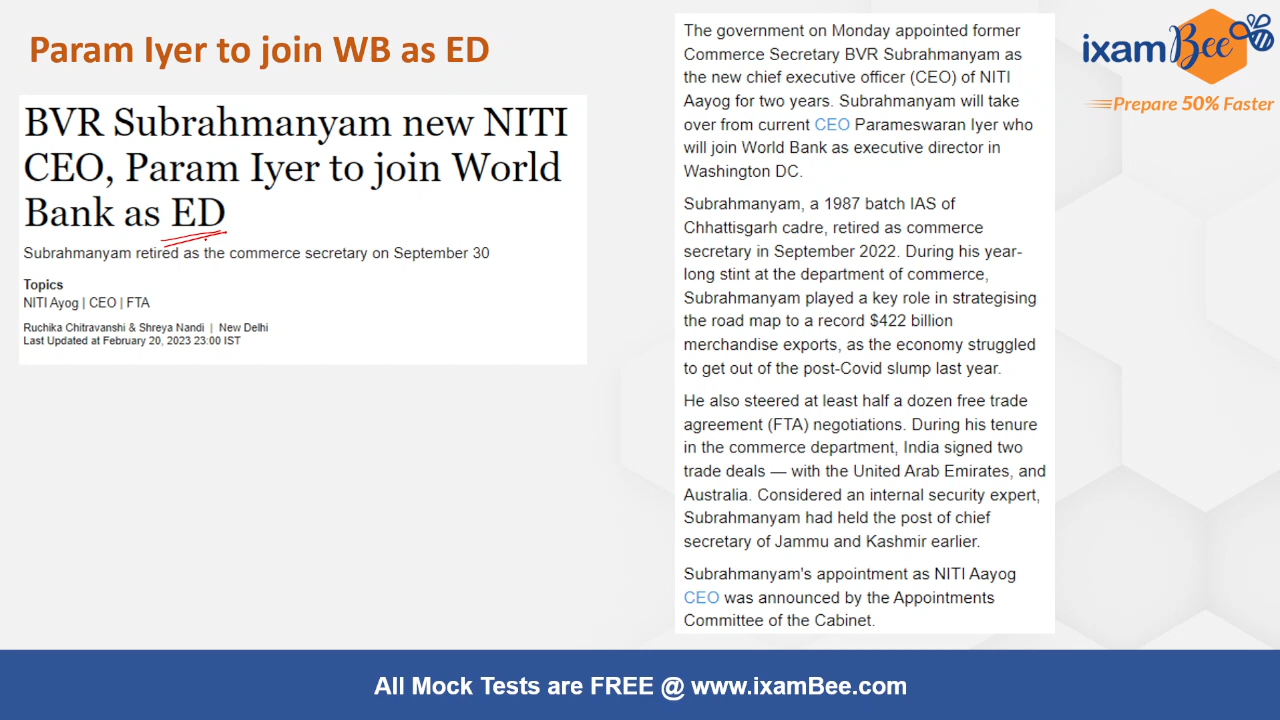 Param Iyer to join WB as ED
BVR Subrahmanyam new NITI
CEO, Param Iyer to join World
Bank as ED
Subrahmanyam retired as the commerce secretary on September 30
Topics
NITI Ayog | CEO | FTA
Ruchika Chitravanshi & Shreya Nandi | New Delhi
Last Updated at February 20, 2023 23:00 IST
The government on Monday appointed former
Commerce Secretary BVR Subrahmanyam as
the new chief executive officer (CEO) of NITI
Aayog for two years. Subrahmanyam will take
over from current CEO Parameswaran Iyer who
will join World Bank as executive director in
Washington DC.
Subrahmanyam, a 1987 batch IAS of
Chhattisgarh cadre, retired as commerce
secretary in September 2022. During his year-
long stint at the department of commerce,
Subrahmanyam played a key role in strategising
the road map to a record $422 billion
merchandise exports, as the economy struggled
to get out of the post-Covid slump last year.
He also steered at least half a dozen free trade
agreement (FTA) negotiations. During his tenure
in the commerce department, India signed two
trade deals — with the United Arab Emirates, and
Australia. Considered an internal security expert,
Subrahmanyam had held the post of chief
secretary of Jammu and Kashmir earlier.
Subrahmanyam's appointment as NITI Aayog
CEO was announced by the Appointments
Committee of the Cabinet.
ixamBee
Prepare 50% Faster
All Mock Tests are FREE @ www.ixamBee.com